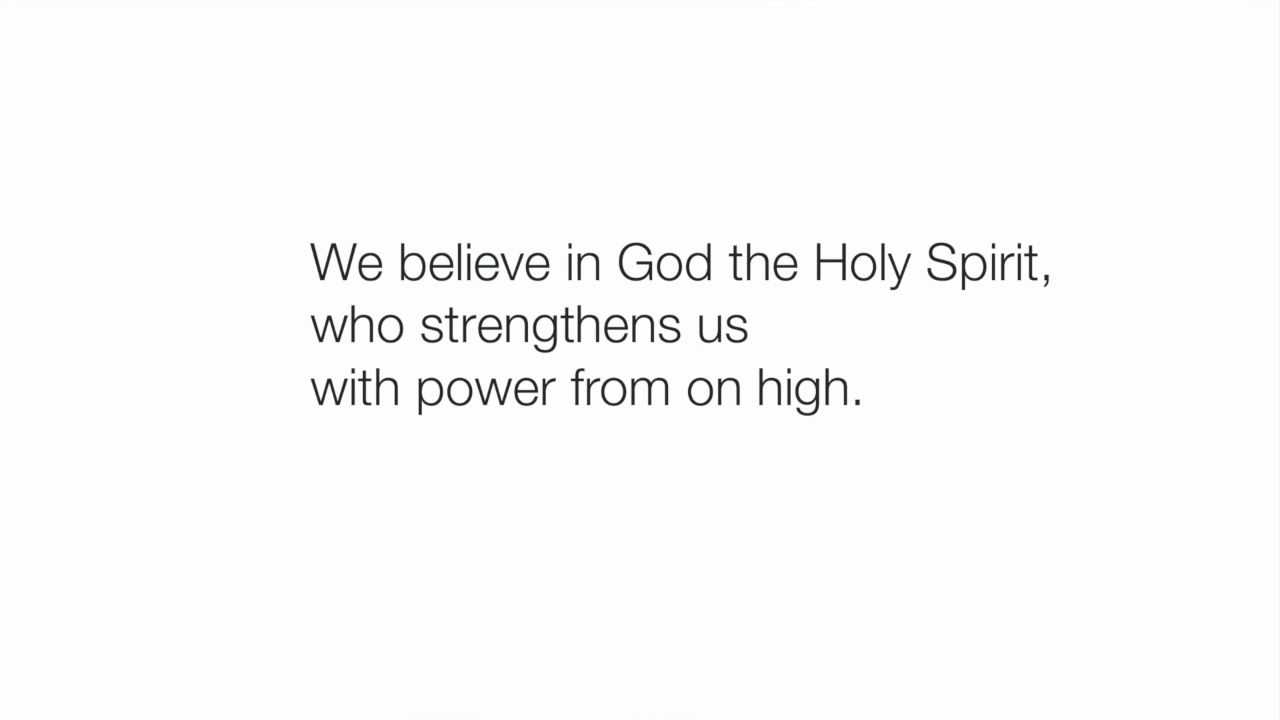 We believe in God the Holy Spirit,
who strengthens us
with power from on high.